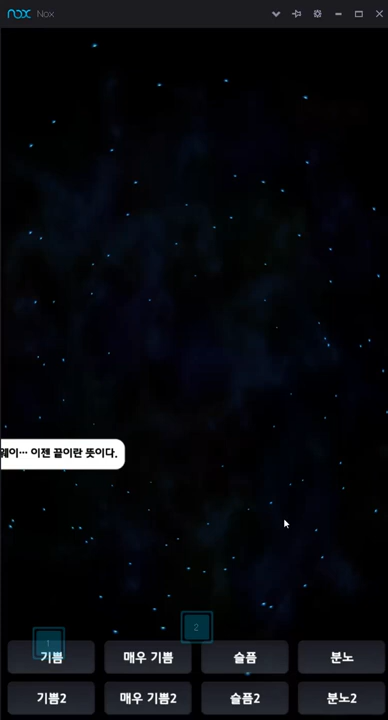 nox Nox
웨이… 이젠 끝이란 뜻이다.
1
2
기쁨 매우 기쁨 슬픔 분노
기쁨2 매우 기쁨2 슬픔2 분노2